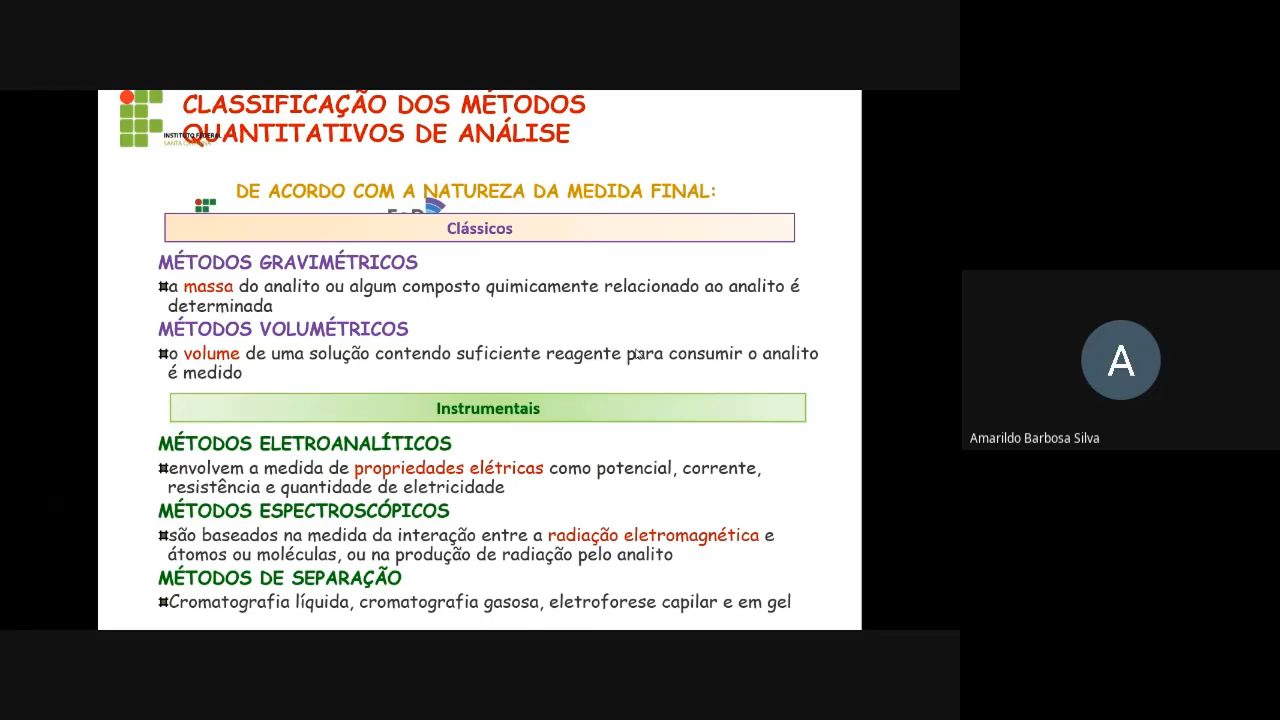 CLASSIFICAÇÃO DOS MÉTODOS
QUANTITATIVOS DE ANÁLISE
INSTITUTO FEDERAL
SANTA CATARINA
DE ACORDO COM A NATUREZA DA MEDIDA FINAL:
Clássicos
MÉTODOS GRAVIMÉTRICOS
a massa do analito ou algum composto quimicamente relacionado ao analito é
determinada
MÉTODOS VOLUMÉTRICOS
o volume de uma solução contendo suficiente reagente para consumir o analito
é medido
Instrumentais
MÉTODOS ELETROANALÍTICOS
envolvem a medida de propriedades elétricas como potencial, corrente,
resistência e quantidade de eletricidade
MÉTODOS ESPECTROSCÓPICOS
são baseados na medida da interação entre a radiação eletromagnética e
átomos ou moléculas, ou na produção de radiação pelo analito
MÉTODOS DE SEPARAÇÃO
Cromatografia líquida, cromatografia gasosa, eletroforese capilar e em gel
A
Amarildo Barbosa Silva